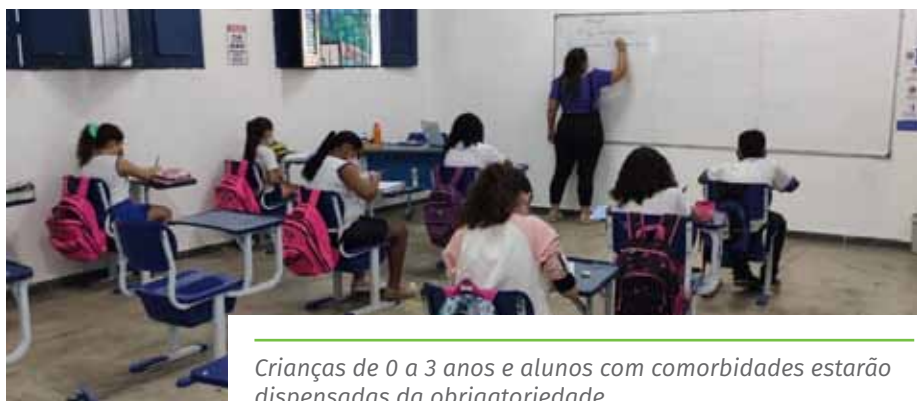 Crianças de 0 a 3 anos e alunos com comorbidades estarão
dispensadas da obrigatoriedade